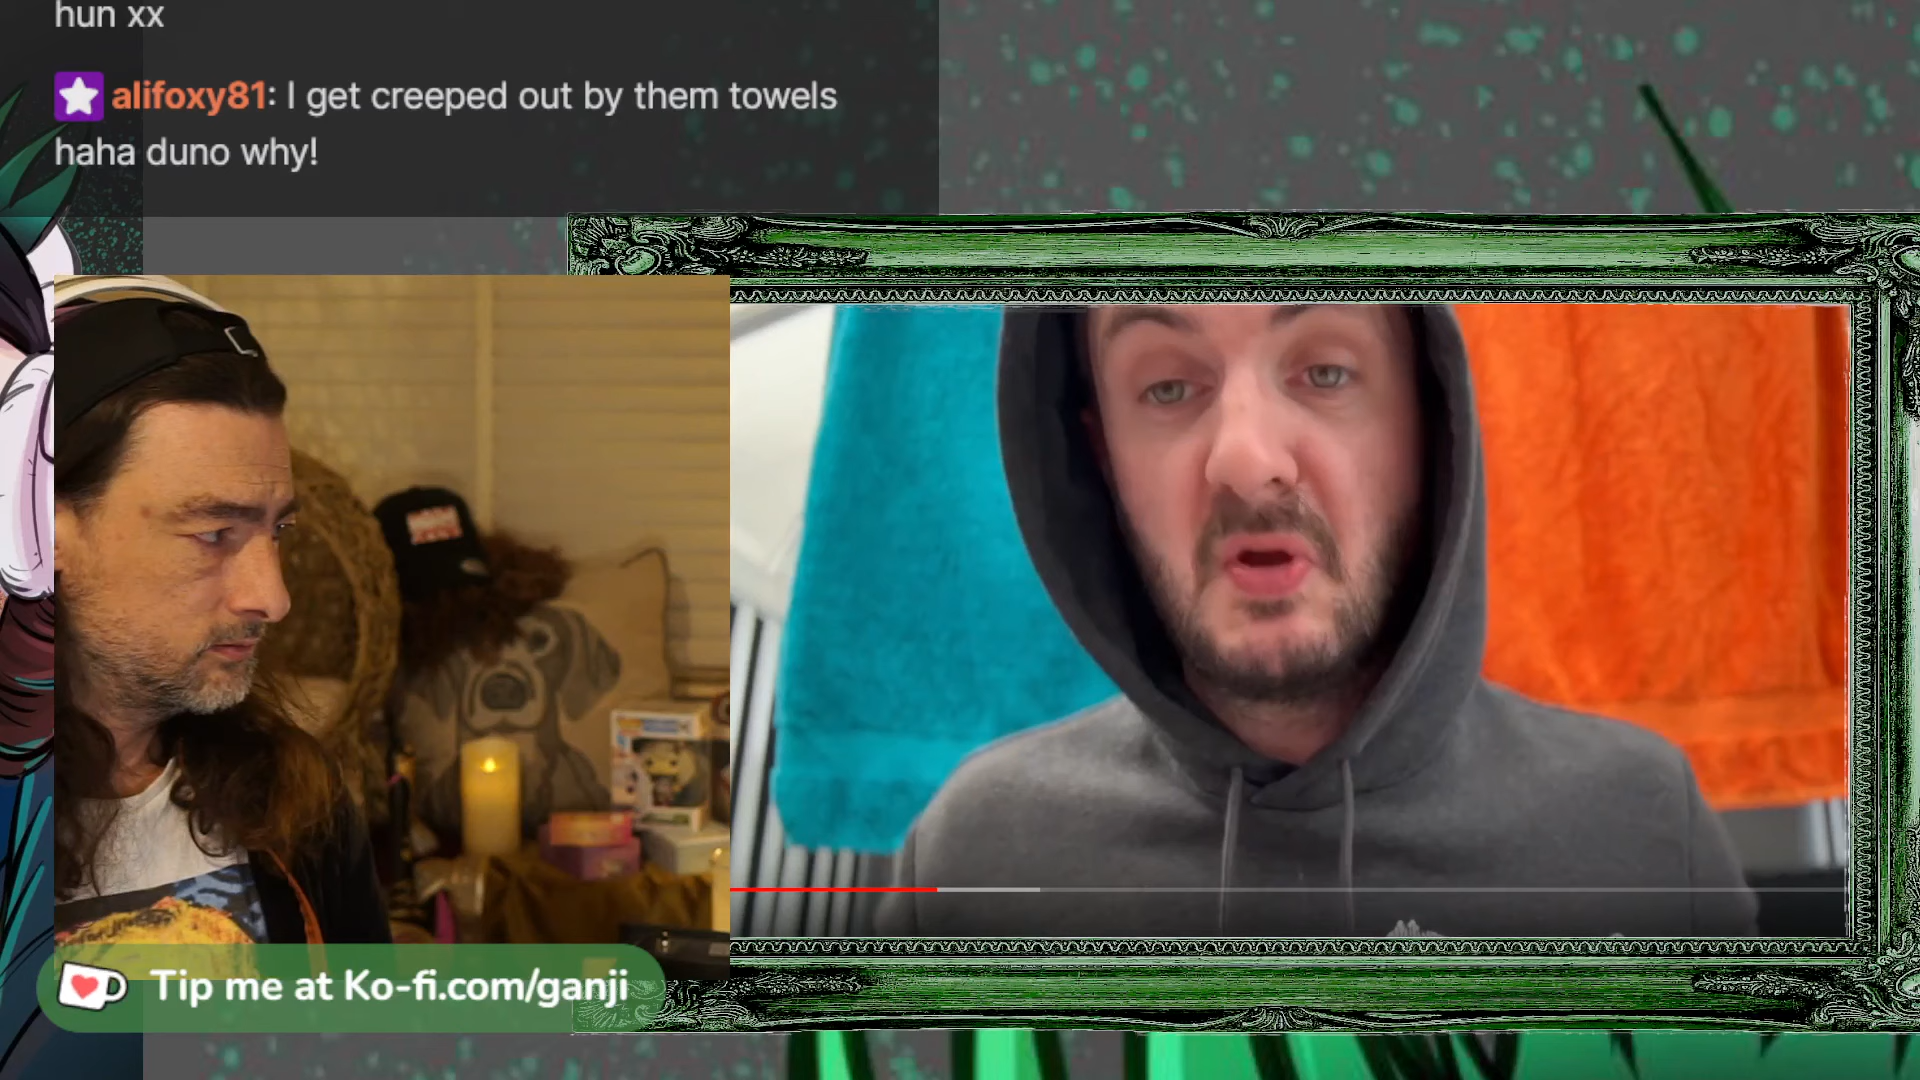 hun xx
alifoxy81: I get creeped out by them towels
haha duno why!
Tip me at Ko-fi.com/ganji